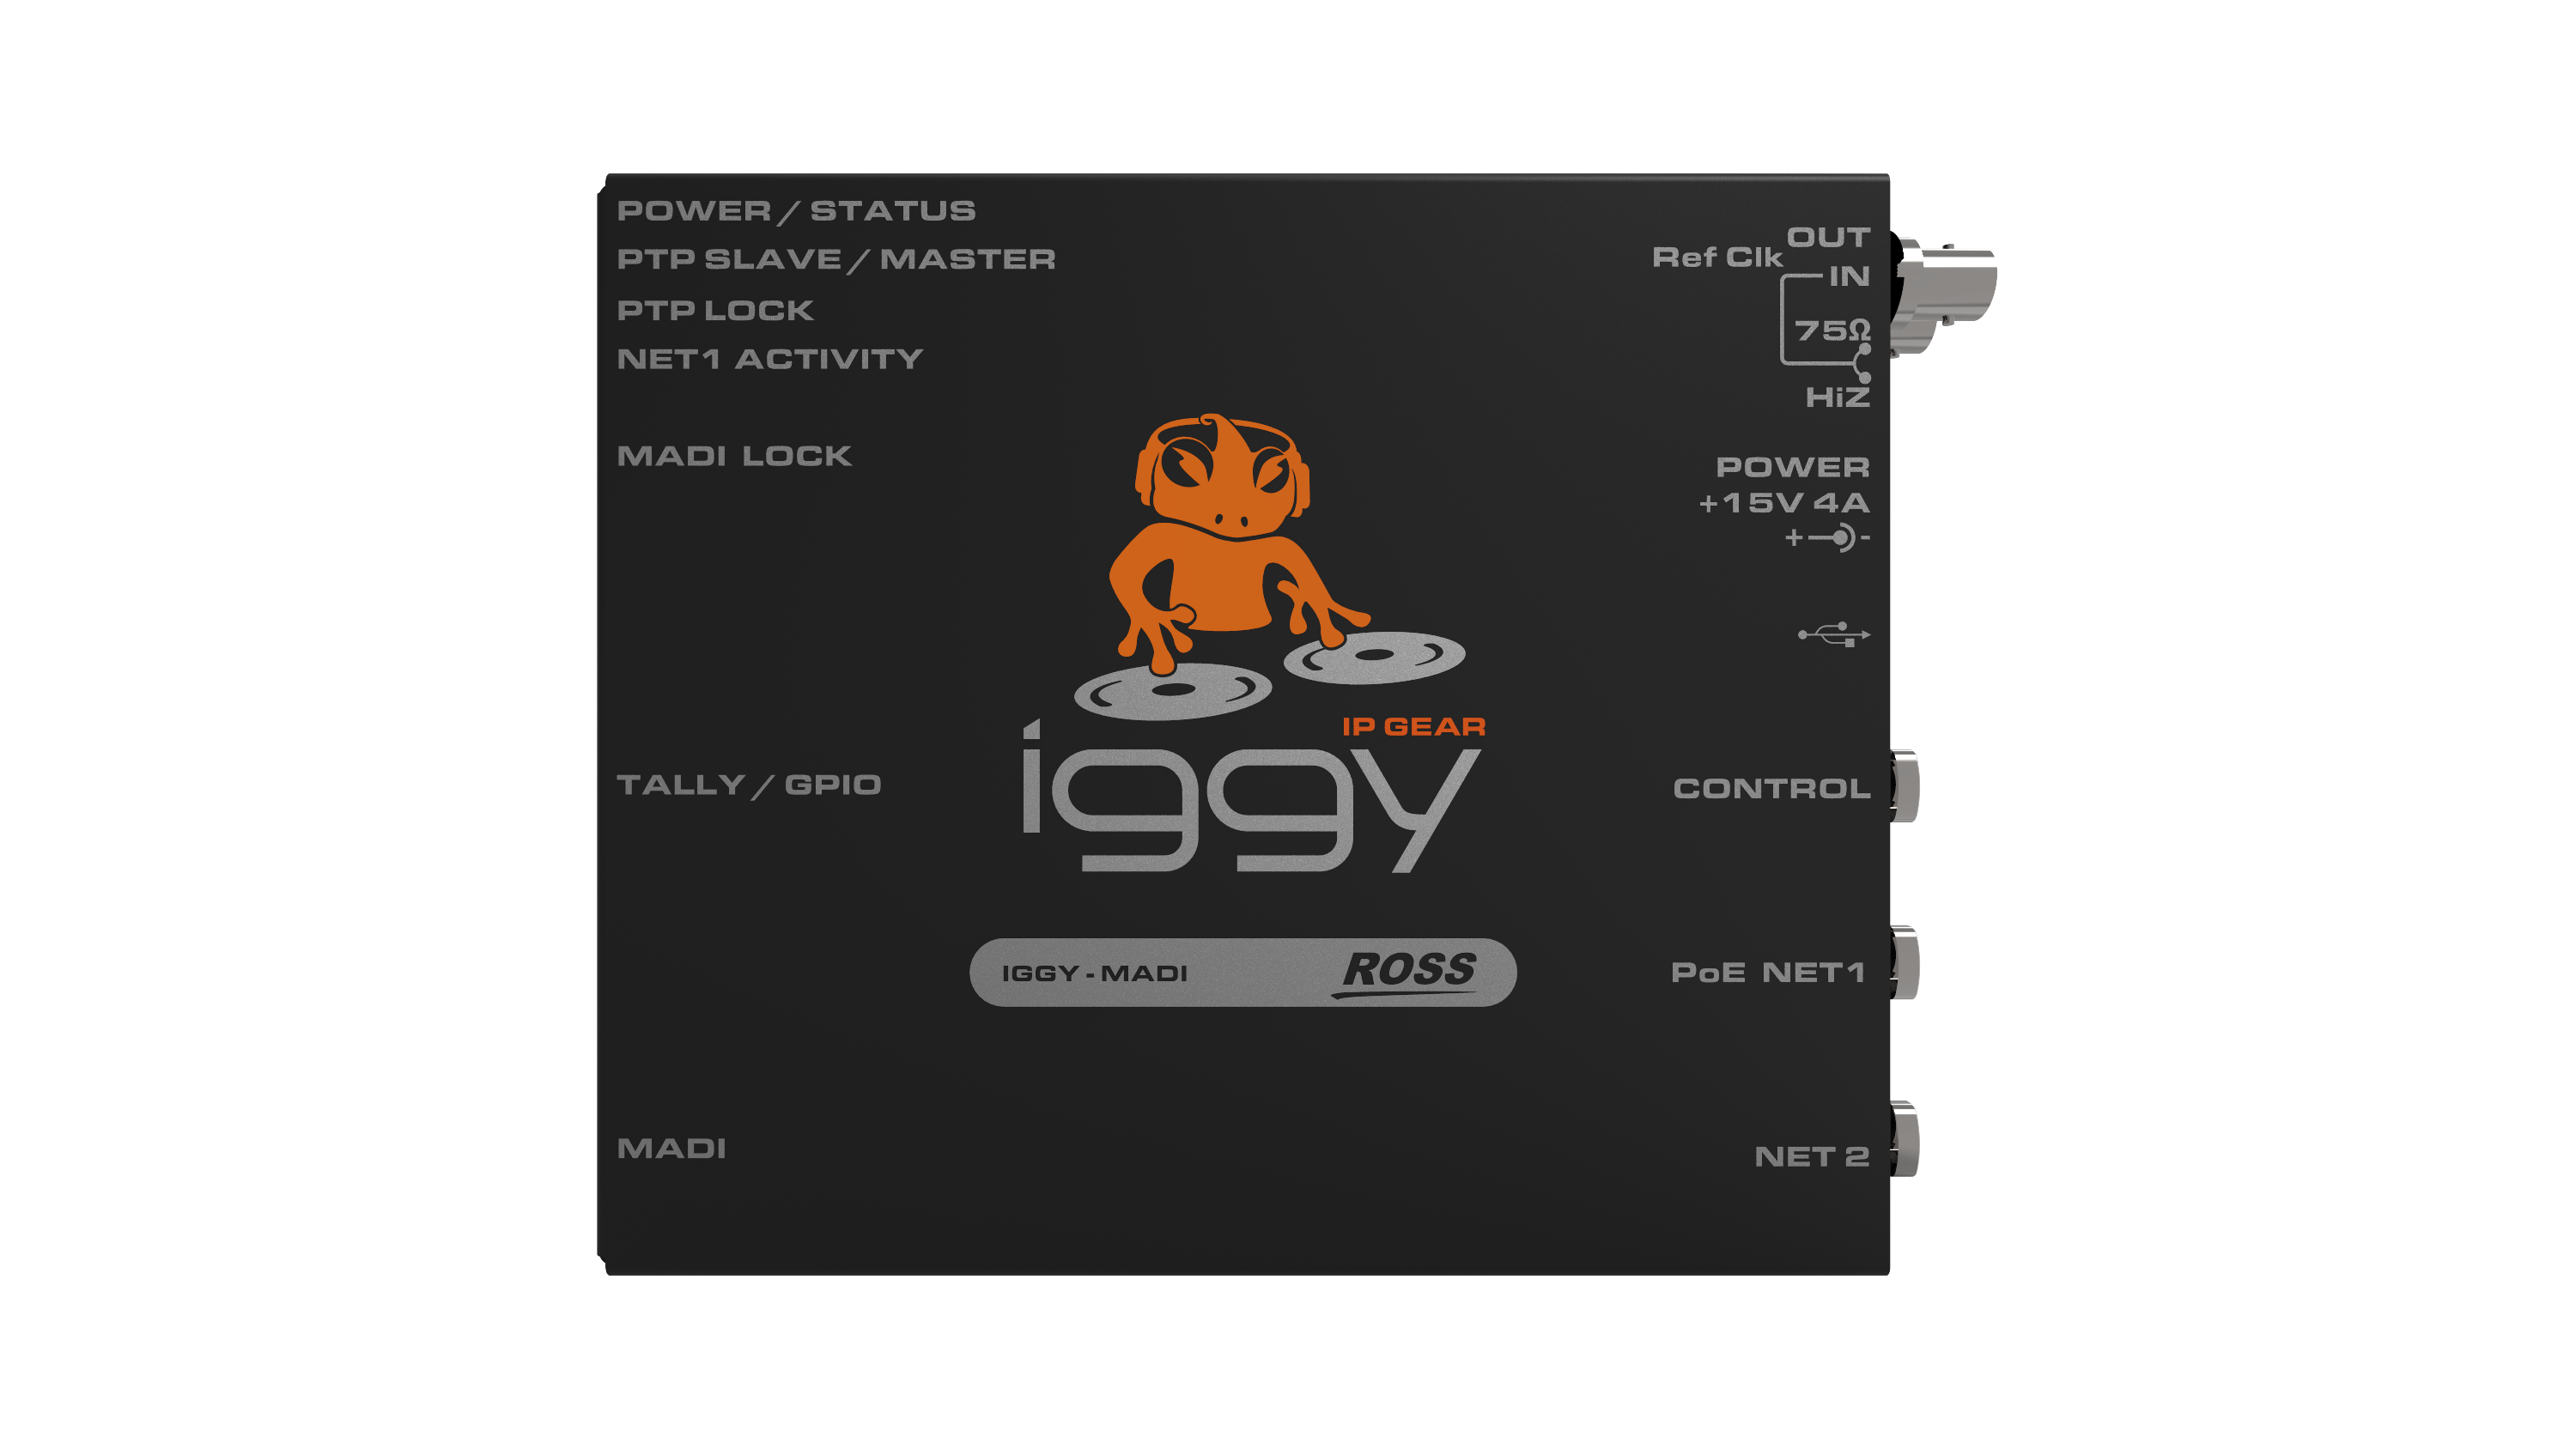 POWER / STATUS
PTP SLAVE / MASTER
PTP LOCK
NET1 ACTIVITY
MADI LOCK
TALLY / GPIO
MADI
IP GEAR
iggy
IGGY - MADI
ROSS
OUT
Ref Clk
IN
75Ω
HiZ
POWER
+15V 4A
+ -
CONTROL
PoE NET1
NET 2